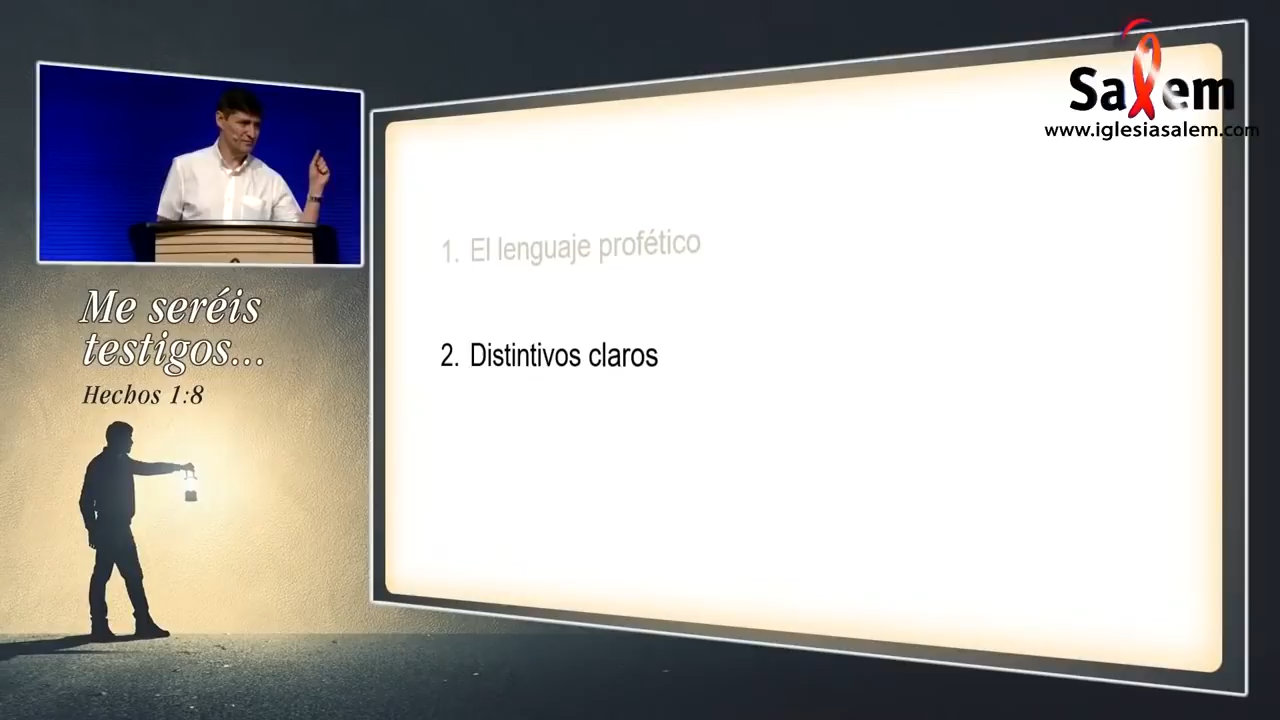 Salem
www.iglesiasalem.com
1. El lenguaje profético
2. Distintivos claros
Me seréis
testigos...
Hechos 1:8